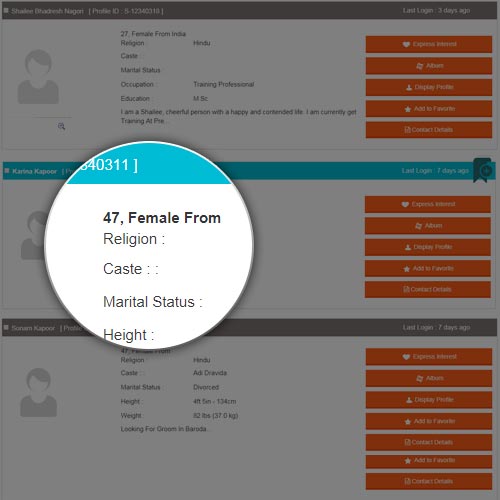 Shailee Bhadresh Nagori [ Profile ID : S-12340318 ] Last Login : 3 days ago
27, Female From India
Religion : Hindu
Caste : :
Marital Status :
Occupation : Training Professional
Education : M Sc
I am a Shailee, cheerful person with a happy and contended life. I am currently get
Training At Pre...
Express Interest
Album
Display Profile
Add to Favorite
Contact Details
Karina Kapoor [ 340311 ] Last Login : 7 days ago
47, Female From
Religion :
Caste : :
Marital Status :
Height :
Express Interest
Album
Display Profile
Add to Favorite
Contact Details
Sonam Kapoor [ Profile Last Login : 7 days ago
47, Female From
Religion : Hindu
Caste : : Adi Dravida
Marital Status : Divorced
Height : 4ft 5in - 134cm
Weight : 82 lbs (37.0 kg)
Looking For Groom In Baroda...
Express Interest
Album
Display Profile
Add to Favorite
Contact Details
Add to Favorite
Contact Details